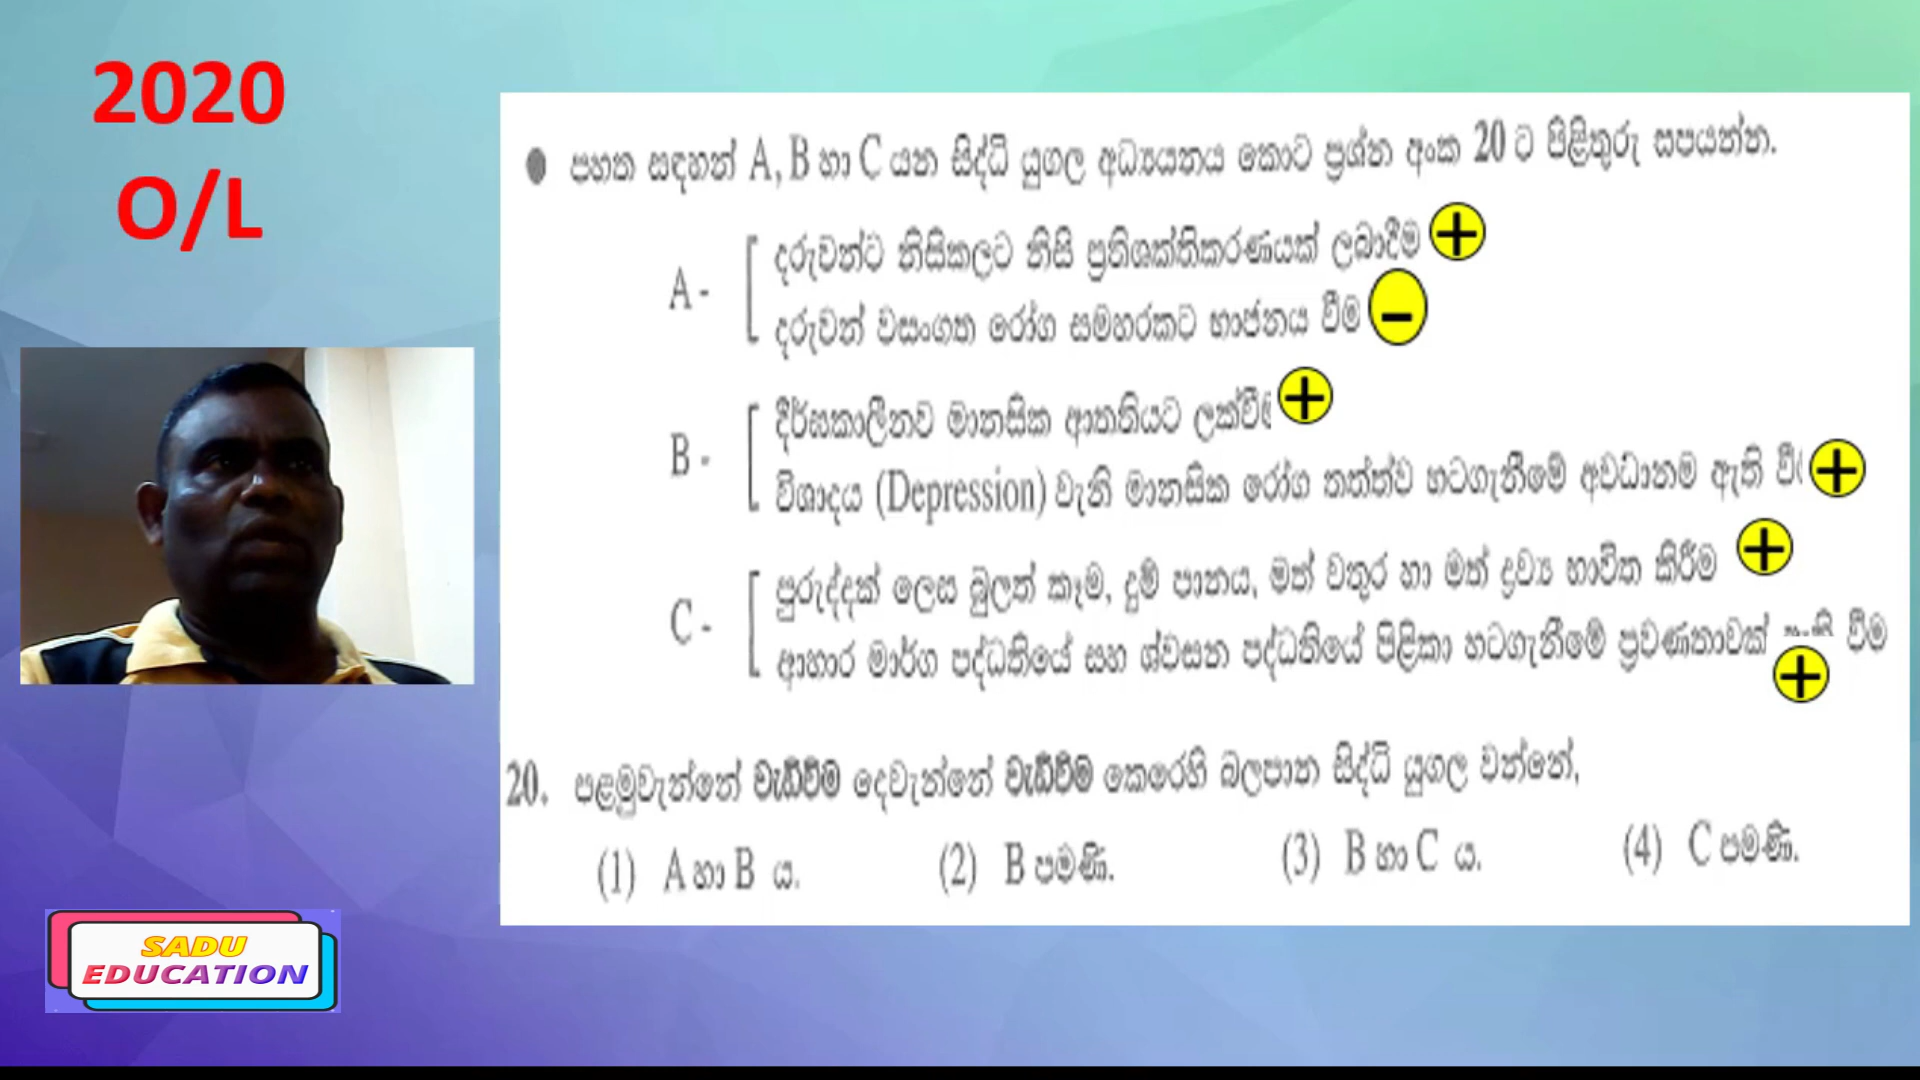 2020
O/L
● පහත සඳහන් A, B හා C යන සිද්ධි යුගල අධ්‍යයනය කොට ප්‍රශ්න අංක 20 ට පිළිතුරු සපයන්න.
A - දරුවන්ට නිසිකලට නිසි ප්‍රතිශක්තිකරණයක් ලබාදීම +
දරුවන් වසංගත රෝග සමහරකට භාජනය වීම −
B - දීර්ඝකාලීනව මානසික ආතතියට ලක්වීම +
විශාදය (Depression) වැනි මානසික රෝග තත්ත්ව හටගැනීමේ අවධානම ඇති +
C - පුරුද්දක් ලෙස බුලත් කෑම, දුම් පානය, මත් වතුර හා මත් ද්‍රව්‍ය භාවිත කිරීම +
ආහාර මාර්ග පද්ධතියේ සහ ශ්වසන පද්ධතියේ පිළිකා හටගැනීමේ ප්‍රවණතාවක් වීම +
20. පළමුවැන්නේ වැඩිවීම දෙවැන්නේ වැඩිවීම කෙරෙහි බලපාන සිද්ධි යුගල වන්නේ,
(1) A හා B ය. (2) B පමණි. (3) B හා C ය. (4) C පමණි.
SADU
EDUCATION